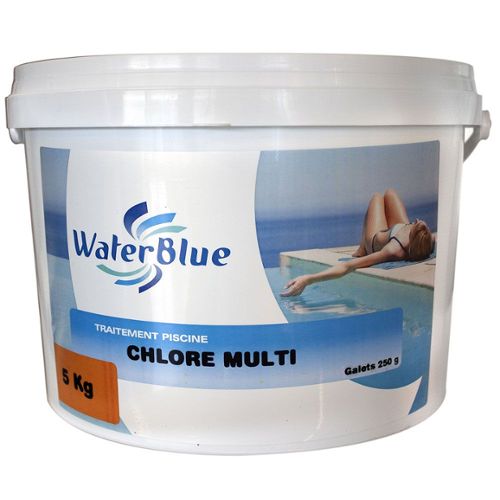 WaterBlue
TRAITEMENT PISCINE
CHLORE MULTI
Galets 250 g
5 Kg